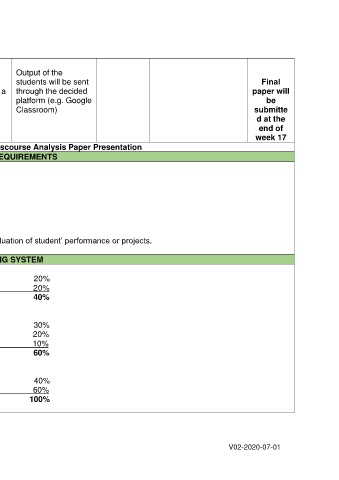 Output of the
students will be sent
a through the decided
platform (e.g. Google
Classroom)
Final
paper will
be
submitte
d at the
end of
week 17
scourse Analysis Paper Presentation
EQUIREMENTS
luation of student' performance or projects.
NG SYSTEM
20%
20%
40%
30%
20%
10%
60%
40%
60%
100%
V02-2020-07-01